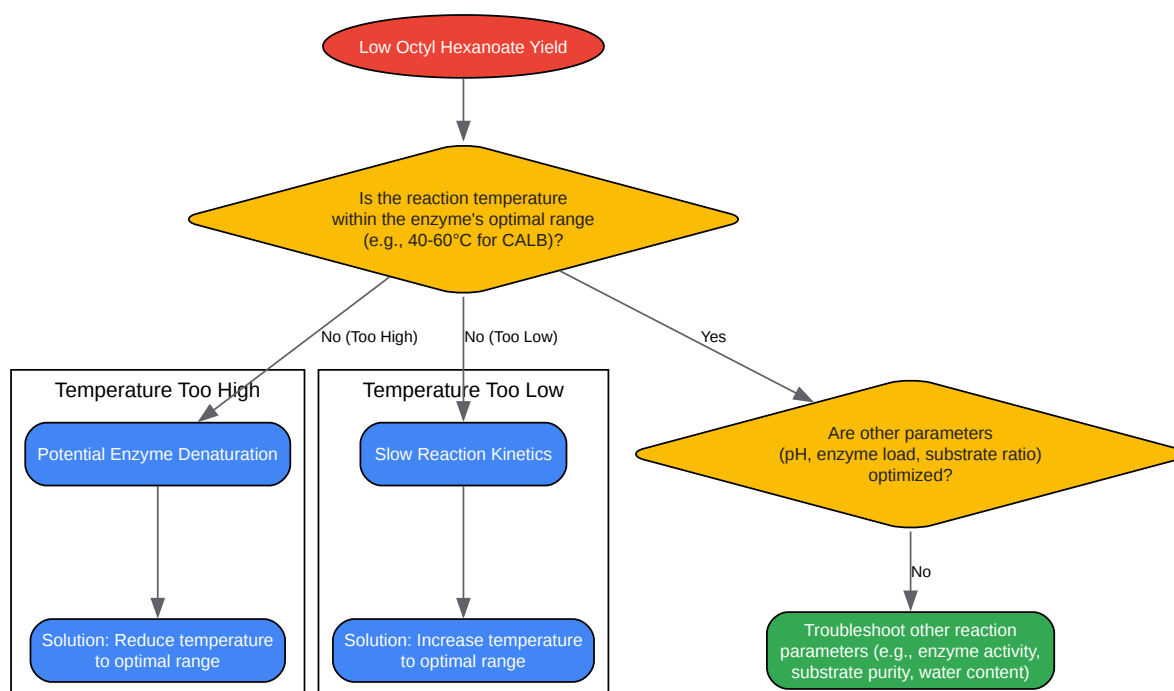 Low Octyl Hexanoate Yield
Is the reaction temperature
within the enzyme's optimal range
(e.g., 40-60°C for CALB)?
No (Too High)
No (Too Low)
Yes
Temperature Too High
Temperature Too Low
Potential Enzyme Denaturation
Slow Reaction Kinetics
Are other parameters
(pH, enzyme load, substrate ratio)
optimized?
No
Solution: Reduce temperature
to optimal range
Solution: Increase temperature
to optimal range
Troubleshoot other reaction
parameters (e.g., enzyme activity,
substrate purity, water content)